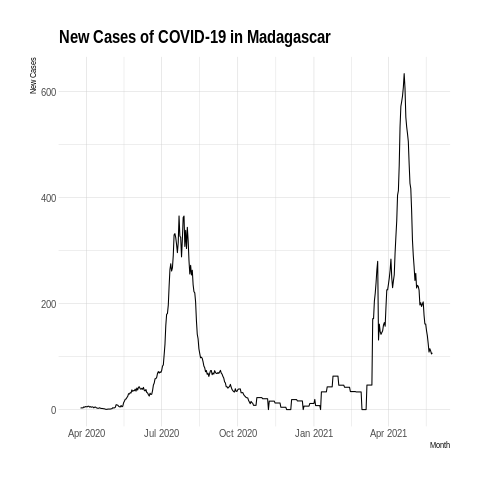 New Cases of COVID-19 in Madagascar
New Cases
600
400
200
0
Apr 2020
Jul 2020
Oct 2020
Jan 2021
Apr 2021
Month